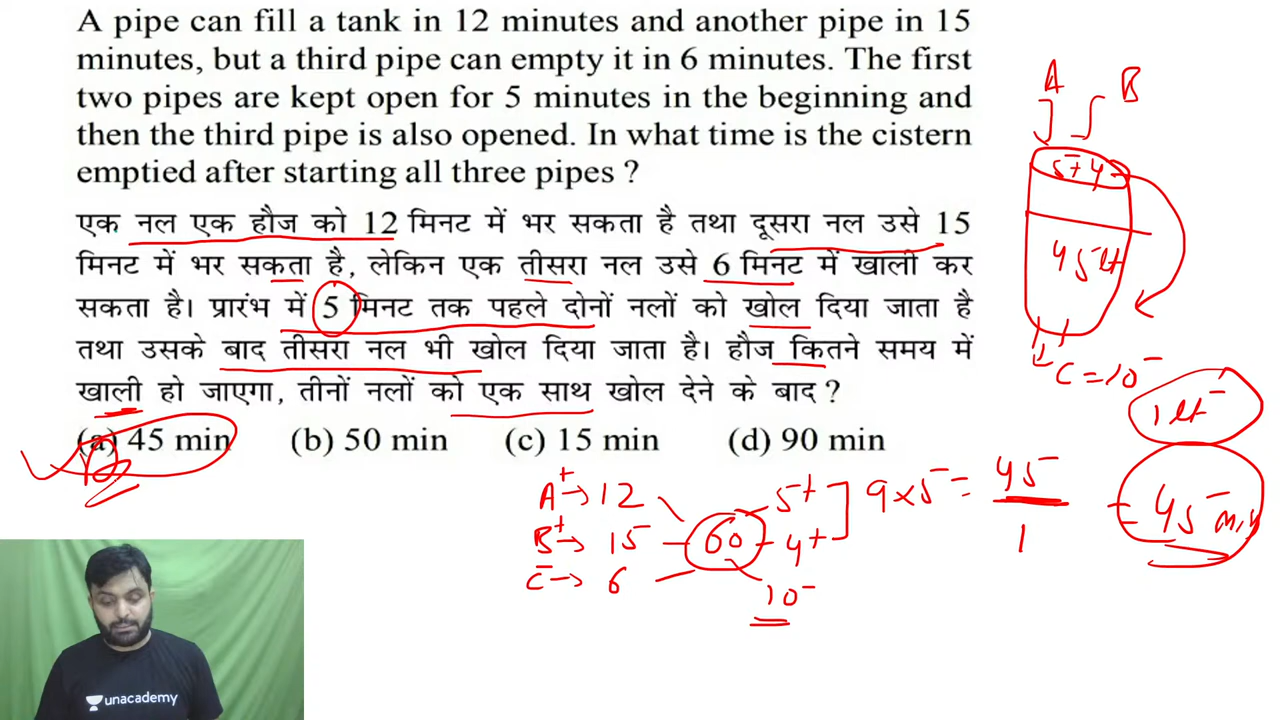 A pipe can fill a tank in 12 minutes and another pipe in 15
minutes, but a third pipe can empty it in 6 minutes. The first
two pipes are kept open for 5 minutes in the beginning and
then the third pipe is also opened. In what time is the cistern
emptied after starting all three pipes ?
एक नल एक हौज को 12 मिनट में भर सकता है तथा दूसरा नल उसे 15
मिनट में भर सकता है, लेकिन एक तीसरा नल उसे 6 मिनट में खाली कर
सकता है। प्रारंभ में 5 मिनट तक पहले दोनों नलों को खोल दिया जाता है
तथा उसके बाद तीसरा नल भी खोल दिया जाता है। हौज कितने समय में
खाली हो जाएगा, तीनों नलों को एक साथ खोल देने के बाद ?
(a) 45 min (b) 50 min (c) 15 min (d) 90 min
A B
5+4
45 lt
C = 10-
1 lt
A+ → 12
B+ → 15
C- → 6
60
5+
4+
10-
9 x 5 = 45
1
= 45 min
unacademy